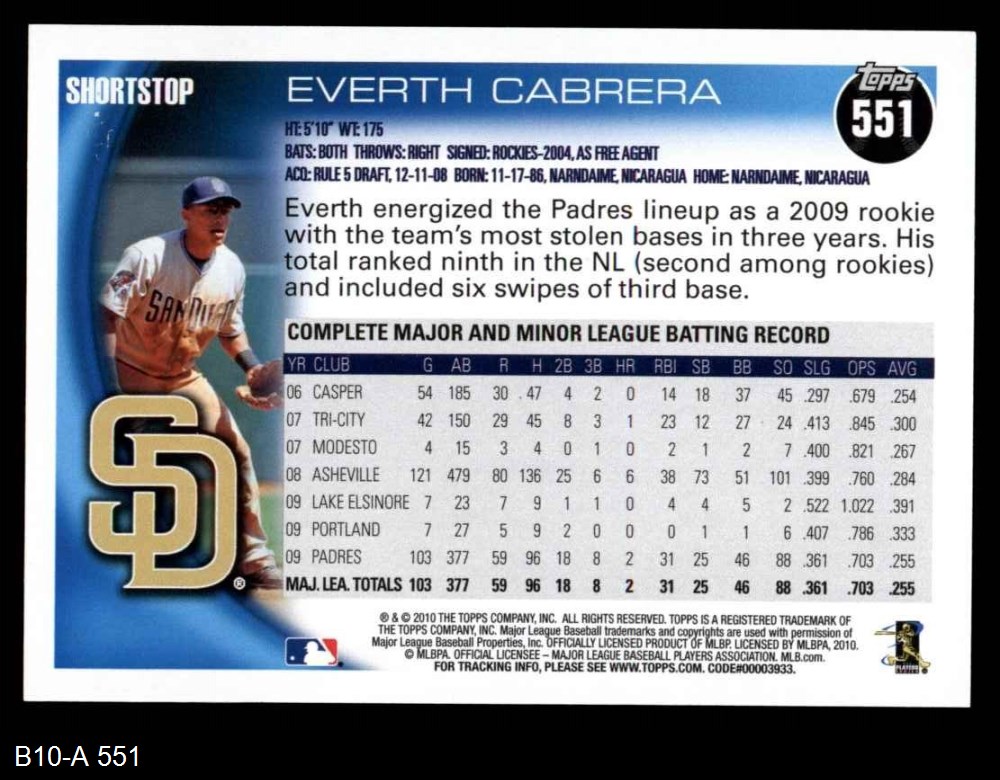 SHORTSTOP
EVERTH CABRERA
Topps
551
HT: 5'10" WT: 175
BATS: BOTH THROWS: RIGHT SIGNED: ROCKIES-2004, AS FREE AGENT
ACQ: RULE 5 DRAFT, 12-11-08 BORN: 11-17-86, NARNDAIME, NICARAGUA HOME: NARNDAIME, NICARAGUA
Everth energized the Padres lineup as a 2009 rookie
with the team's most stolen bases in three years. His
total ranked ninth in the NL (second among rookies)
and included six swipes of third base.
SAN DIEGO
COMPLETE MAJOR AND MINOR LEAGUE BATTING RECORD
YR CLUB G AB R H 2B 3B HR RBI SB BB SO SLG OPS AVG
06 CASPER 54 185 30 47 4 2 0 14 18 37 45 .297 .679 .254
07 TRI-CITY 42 150 29 45 8 3 1 23 12 27 24 .413 .845 .300
07 MODESTO 4 15 3 4 0 1 0 2 1 2 7 .400 .821 .267
08 ASHEVILLE 121 479 80 136 25 6 6 38 73 51 101 .399 .760 .284
09 LAKE ELSINORE 7 23 7 9 1 1 0 4 4 5 2 .522 1.022 .391
09 PORTLAND 7 27 5 9 2 0 0 0 1 1 6 .407 .786 .333
09 PADRES 103 377 59 96 18 8 2 31 25 46 88 .361 .703 .255
MAJ. LEA. TOTALS 103 377 59 96 18 8 2 31 25 46 88 .361 .703 .255
SD®
® & © 2010 THE TOPPS COMPANY, INC. ALL RIGHTS RESERVED. TOPPS IS A REGISTERED TRADEMARK OF
THE TOPPS COMPANY, INC. Major League Baseball trademarks and copyrights are used with permission of
Major League Baseball Properties, Inc. OFFICIALLY LICENSED PRODUCT OF MLBP. LICENSED BY MLBPA, 2010.
© MLBPA. OFFICIAL LICENSEE – MAJOR LEAGUE BASEBALL PLAYERS ASSOCIATION. MLB.com.
FOR TRACKING INFO, PLEASE SEE WWW.TOPPS.COM. CODE#00003933.
PLAYERS
B10-A 551